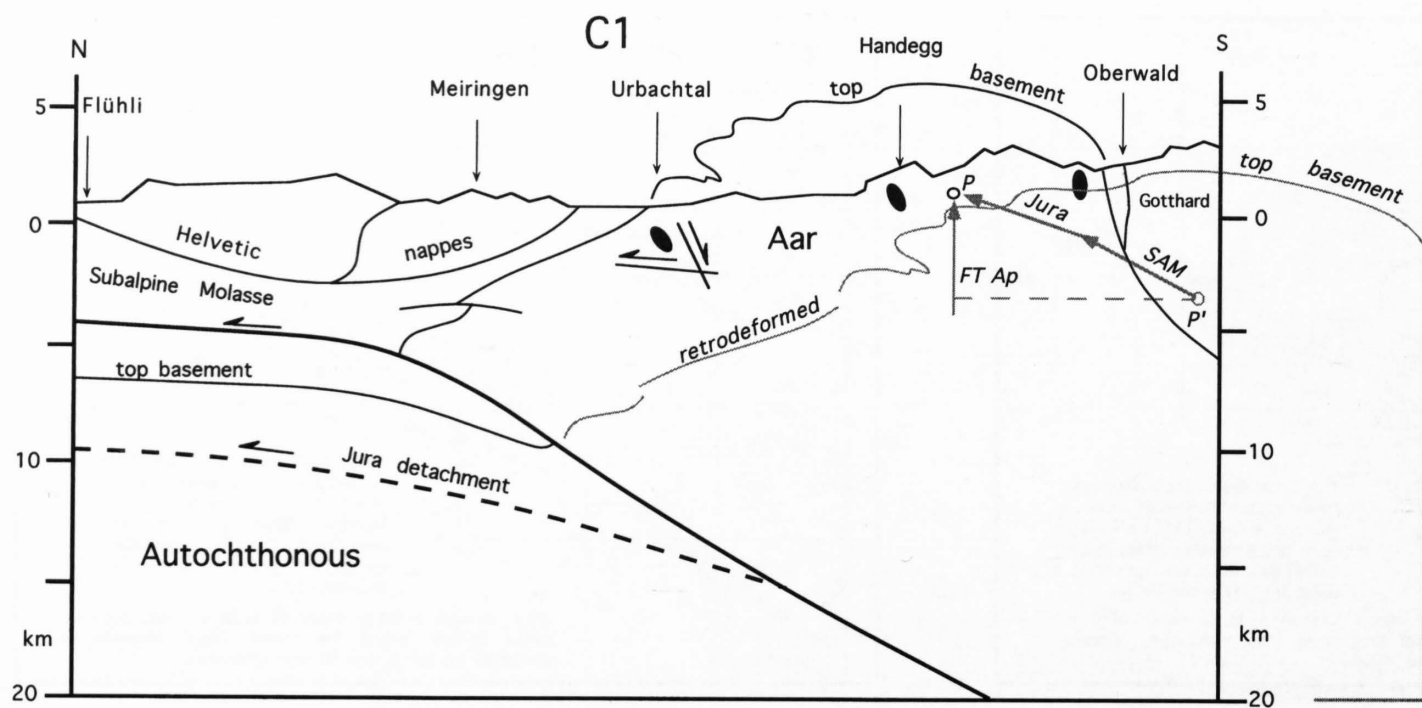 C1
N
S
Handegg
Oberwald
Flühli
Meiringen
Urbachtal
top
basement
5
5
top basement
P
Gotthard
0
0
Jura
Helvetic
nappes
Aar
SAM
FT Ap
Subalpine Molasse
P'
retrodeformed
top basement
10
10
Jura detachment
Autochthonous
km
km
20
20